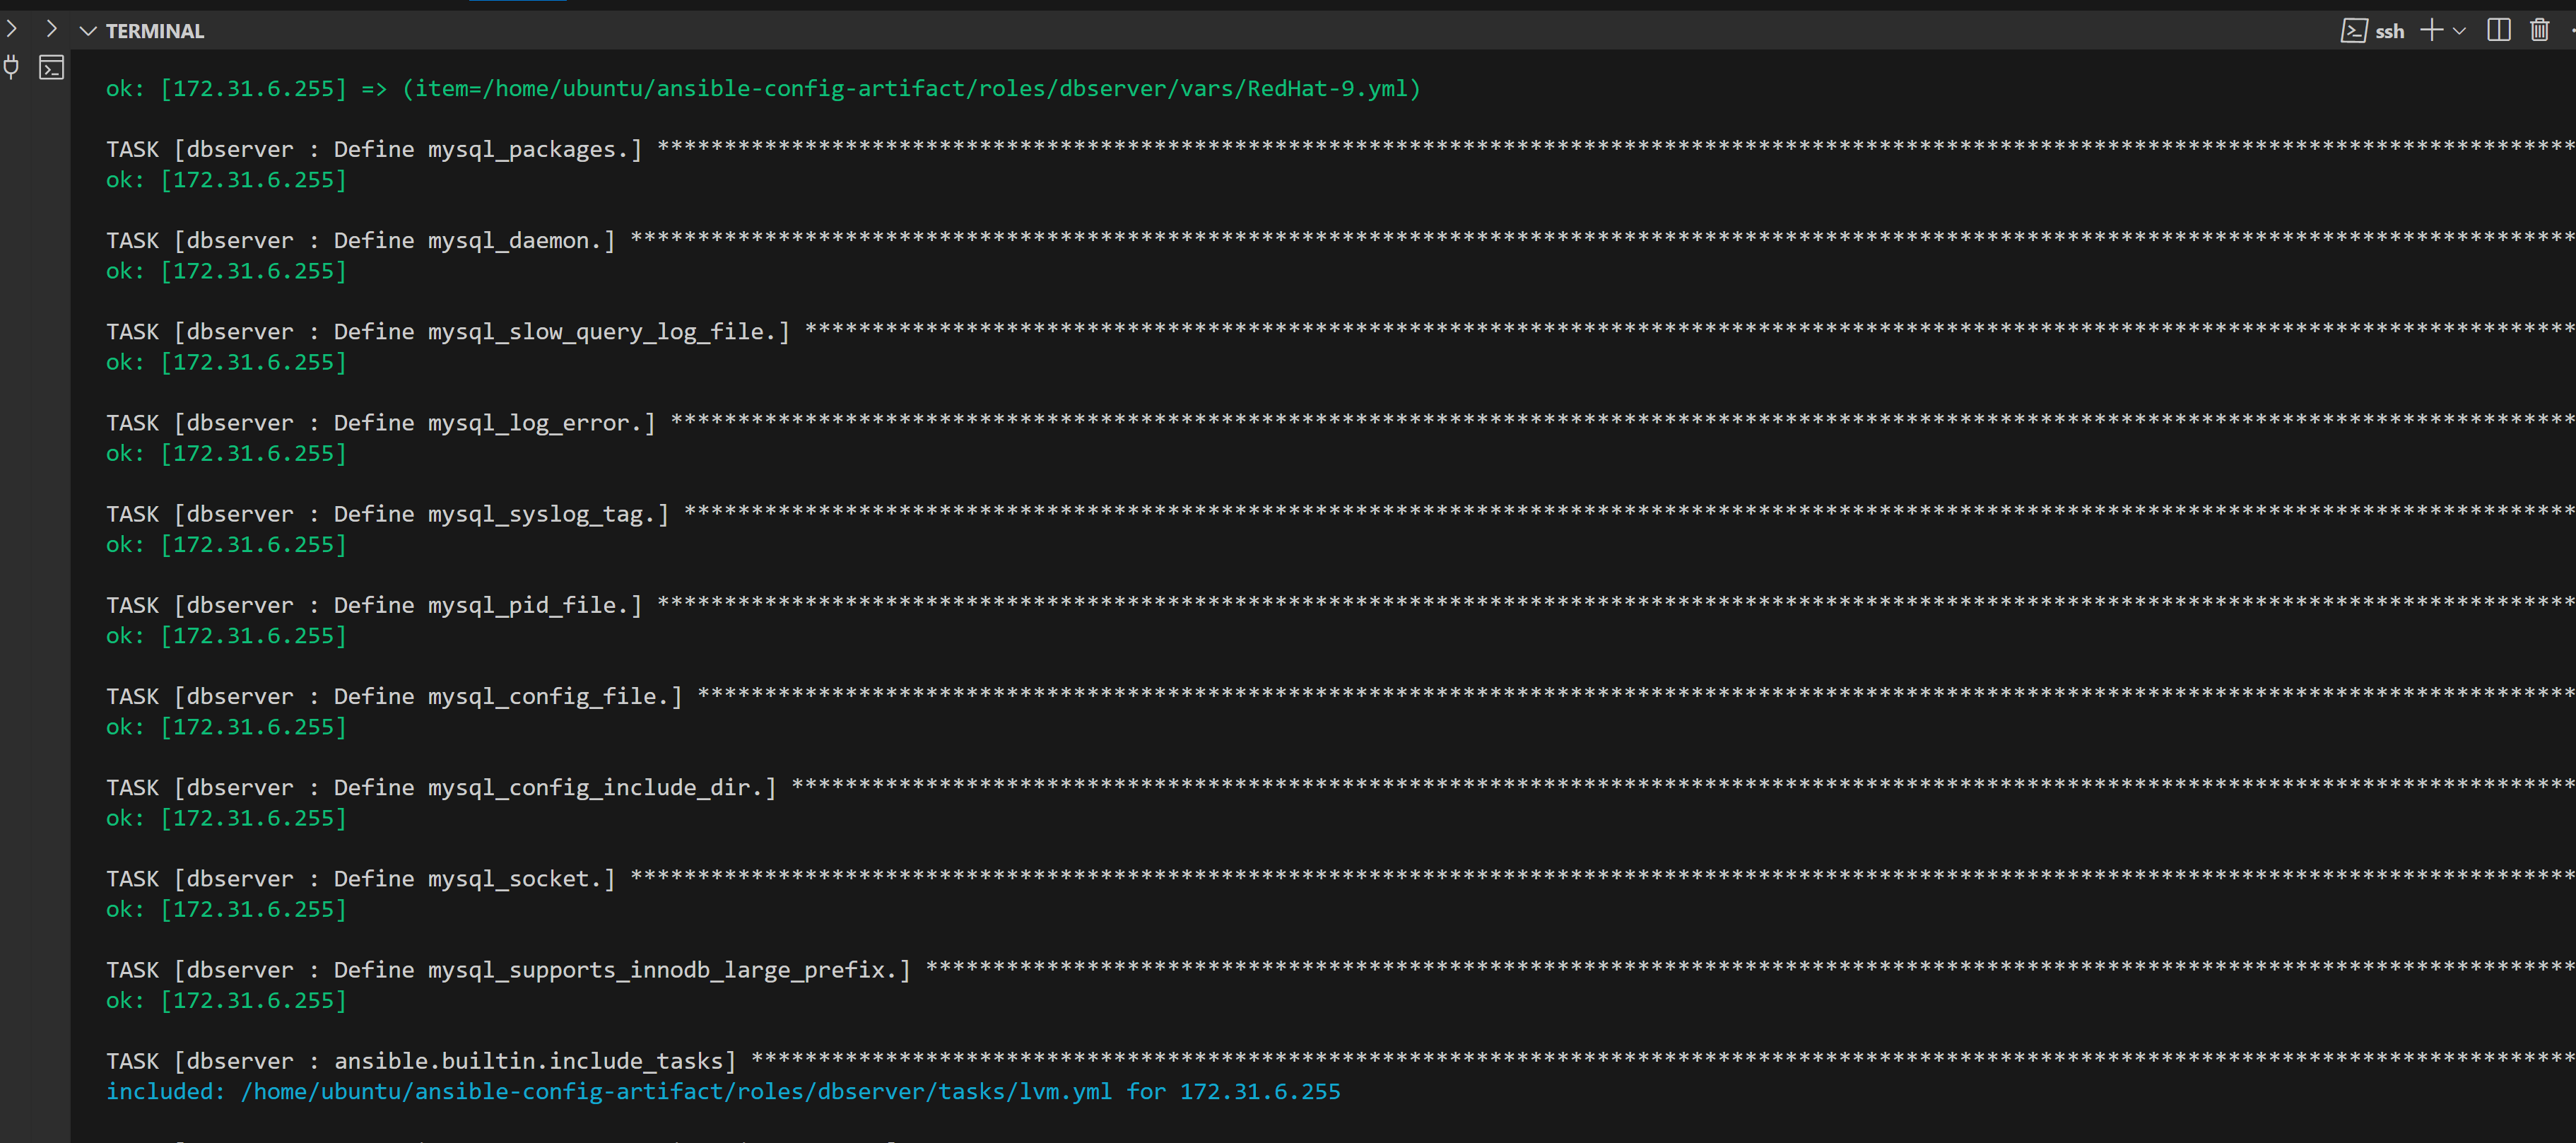 TERMINAL
ssh
ok: [172.31.6.255] => (item=/home/ubuntu/ansible-config-artifact/roles/dbserver/vars/RedHat-9.yml)
TASK [dbserver : Define mysql_packages.] ***********************************************************************************************************************************************
ok: [172.31.6.255]
TASK [dbserver : Define mysql_daemon.] *************************************************************************************************************************************************
ok: [172.31.6.255]
TASK [dbserver : Define mysql_slow_query_log_file.] ************************************************************************************************************************************
ok: [172.31.6.255]
TASK [dbserver : Define mysql_log_error.] **********************************************************************************************************************************************
ok: [172.31.6.255]
TASK [dbserver : Define mysql_syslog_tag.] *********************************************************************************************************************************************
ok: [172.31.6.255]
TASK [dbserver : Define mysql_pid_file.] ***********************************************************************************************************************************************
ok: [172.31.6.255]
TASK [dbserver : Define mysql_config_file.] ********************************************************************************************************************************************
ok: [172.31.6.255]
TASK [dbserver : Define mysql_config_include_dir.] *************************************************************************************************************************************
ok: [172.31.6.255]
TASK [dbserver : Define mysql_socket.] *************************************************************************************************************************************************
ok: [172.31.6.255]
TASK [dbserver : Define mysql_supports_innodb_large_prefix.] ***************************************************************************************************************************
ok: [172.31.6.255]
TASK [dbserver : ansible.builtin.include_tasks] ****************************************************************************************************************************************
included: /home/ubuntu/ansible-config-artifact/roles/dbserver/tasks/lvm.yml for 172.31.6.255